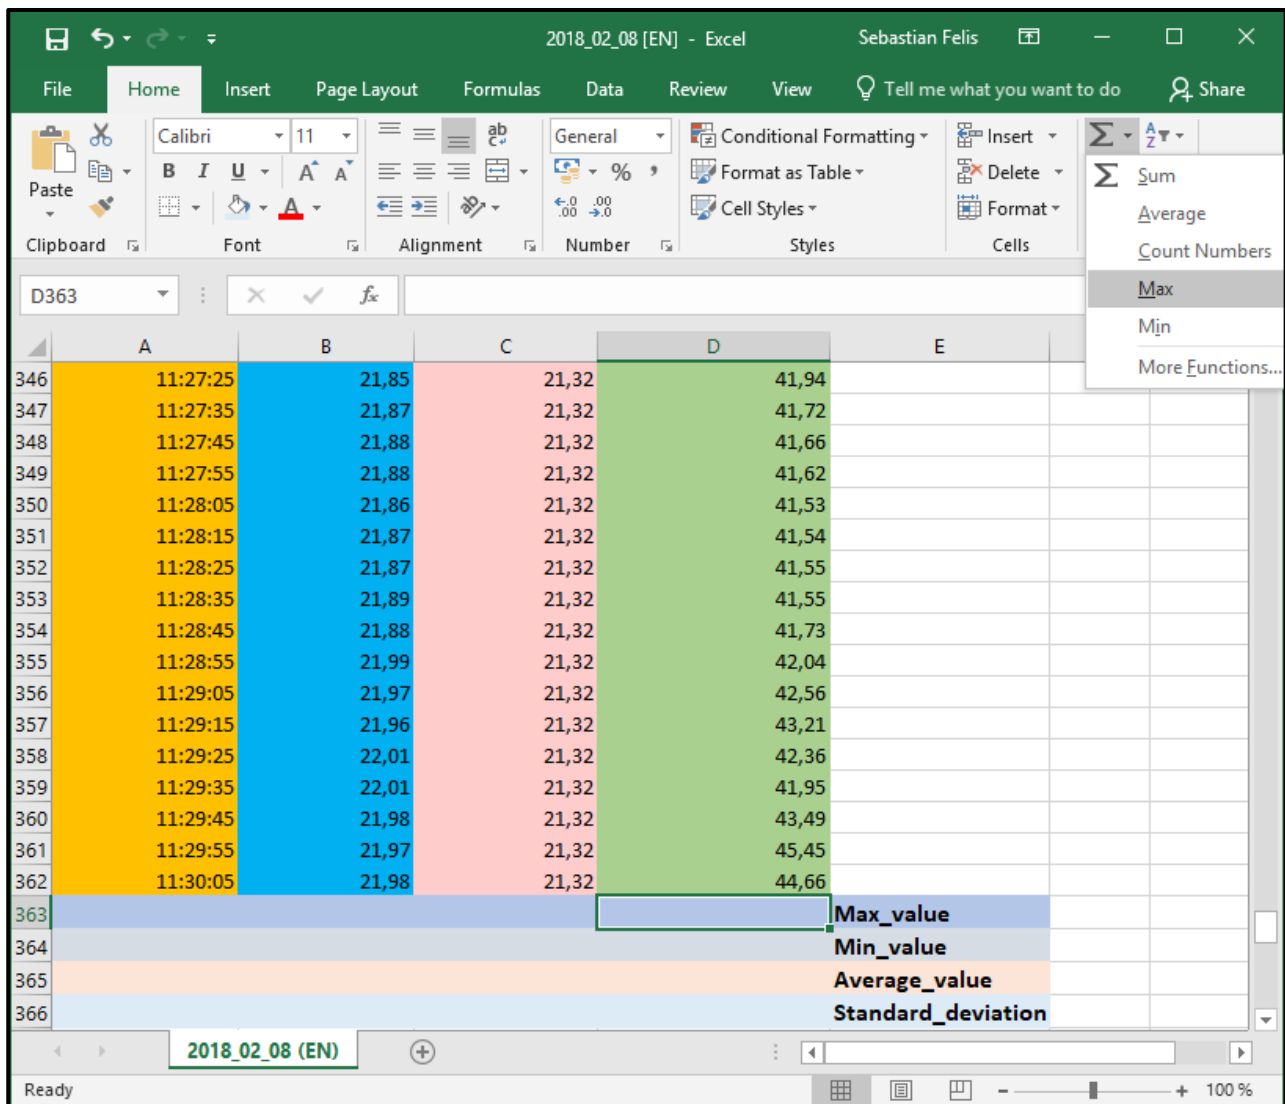 2018_02_08 [EN] - Excel Sebastian Felis
File Home Insert Page Layout Formulas Data Review View Tell me what you want to do Share
Calibri 11 ab General Conditional Formatting Insert Σ AZ
Paste B I U A A % , Format as Table Delete
A ,00 Cell Styles Format
Clipboard Font Alignment Number Styles Cells
Σ Sum
Average
Count Numbers
Max
Min
More Functions...
D363 fx
A B C D E
346 11:27:25 21,85 21,32 41,94
347 11:27:35 21,87 21,32 41,72
348 11:27:45 21,88 21,32 41,66
349 11:27:55 21,88 21,32 41,62
350 11:28:05 21,86 21,32 41,53
351 11:28:15 21,87 21,32 41,54
352 11:28:25 21,87 21,32 41,55
353 11:28:35 21,89 21,32 41,55
354 11:28:45 21,88 21,32 41,73
355 11:28:55 21,99 21,32 42,04
356 11:29:05 21,97 21,32 42,56
357 11:29:15 21,96 21,32 43,21
358 11:29:25 22,01 21,32 42,36
359 11:29:35 22,01 21,32 41,95
360 11:29:45 21,98 21,32 43,49
361 11:29:55 21,97 21,32 45,45
362 11:30:05 21,98 21,32 44,66
363 Max_value
364 Min_value
365 Average_value
366 Standard_deviation
2018_02_08 (EN)
Ready 100 %